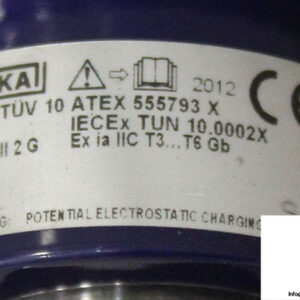 KA
2012
CE
TÜV 10 ATEX 555793 X
IECEx TUN 10.0002X
II 2 G
Ex ia IIC T3...T6 Gb
G: POTENTIAL ELECTROSTATIC CHARGING